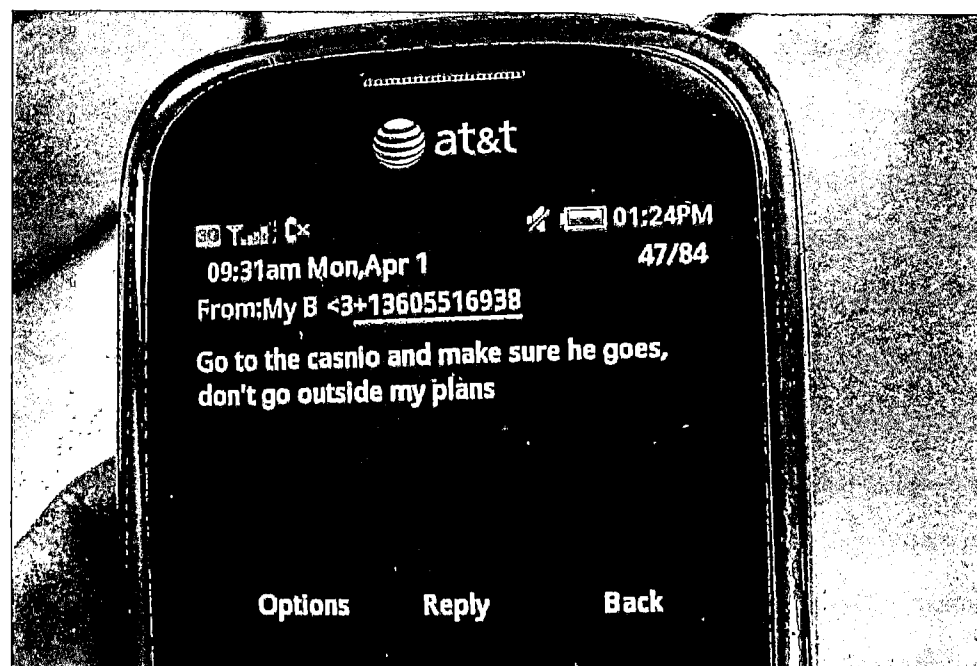 at&t
3G 01:24PM
09:31am Mon,Apr 1 47/84
From:My B <3+13605516938
Go to the casnio and make sure he goes,
don't go outside my plans
Options Reply Back